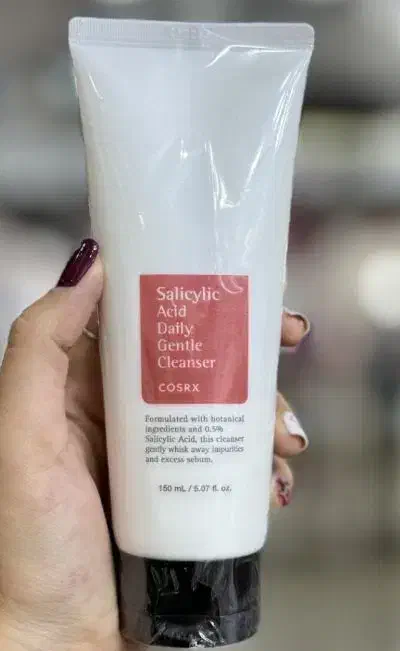 Salicylic
Acid
Daily
Gentle
Cleanser
COSRX
Formulated with botanical
ingredients and 0.5%
Salicylic Acid, this cleanser
gently whisk away impurities
and excess sebum.
150 mL / 5.07 fl. oz.